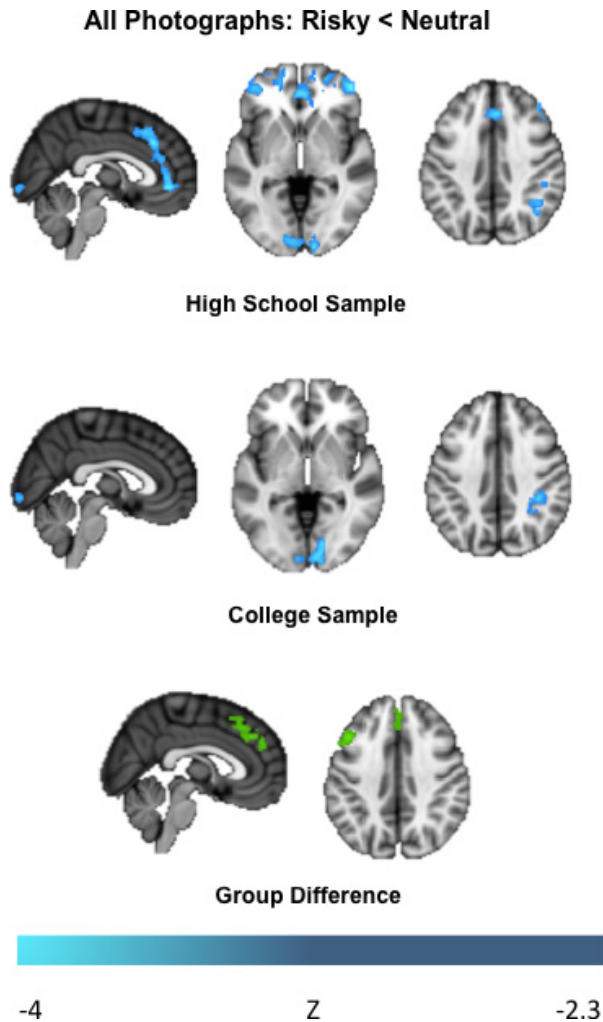 All Photographs: Risky < Neutral
High School Sample
College Sample
Group Difference
-4 Z -2.3